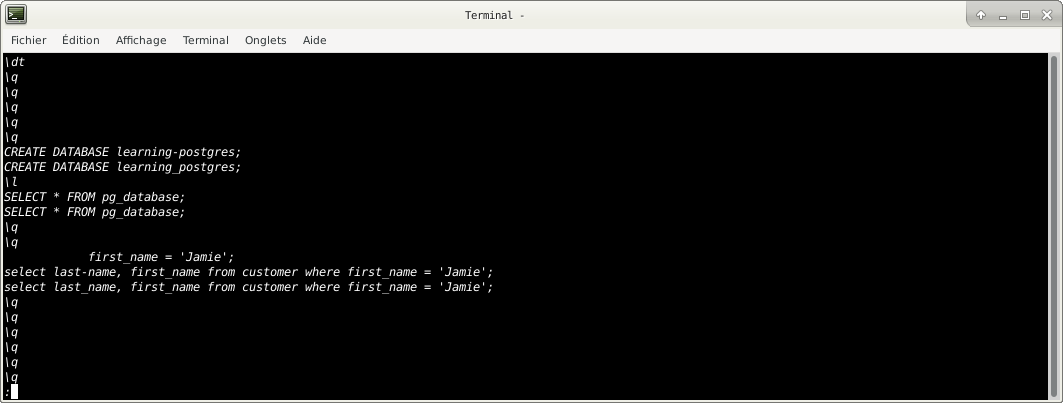 Terminal -
Fichier Édition Affichage Terminal Onglets Aide
\dt
\q
\q
\q
\q
\q
CREATE DATABASE learning-postgres;
CREATE DATABASE learning_postgres;
\l
SELECT * FROM pg_database;
SELECT * FROM pg_database;
\q
\q
            first_name = 'Jamie';
select last-name, first_name from customer where first_name = 'Jamie';
select last_name, first_name from customer where first_name = 'Jamie';
\q
\q
\q
\q
\q
\q
: